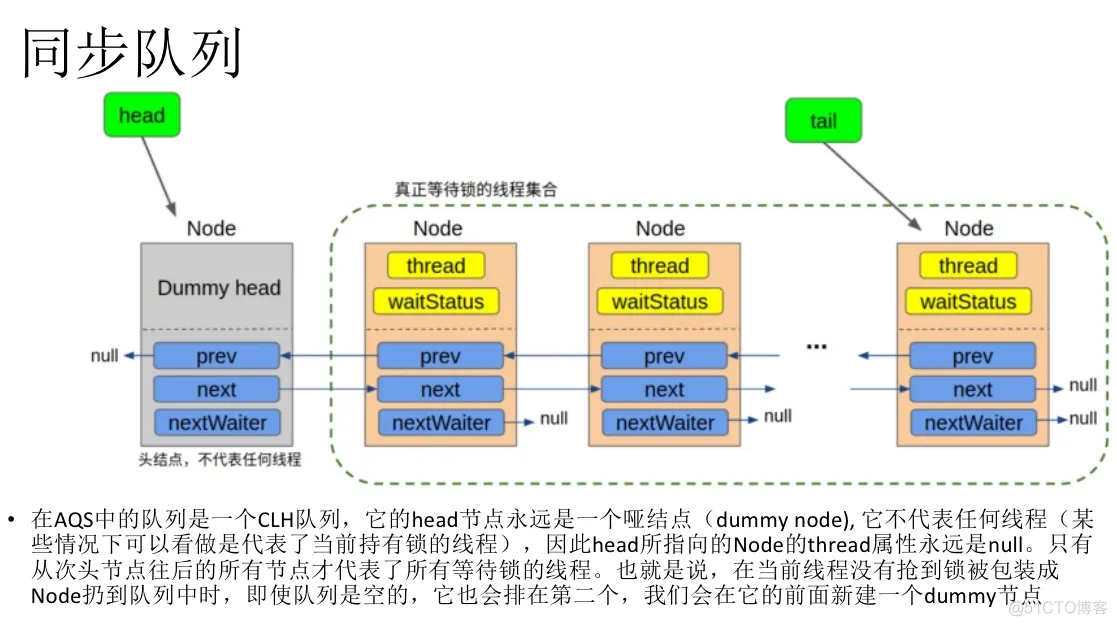 同步队列
head
tail
真正等待锁的线程集合
Node
Node
Node
Node
Dummy head
thread
thread
thread
waitStatus
waitStatus
waitStatus
...
null
prev
prev
prev
prev
next
next
next
next
null
nextWaiter
nextWaiter
null
nextWaiter
null
nextWaiter
null
头结点，不代表任何线程
• 在AQS中的队列是一个CLH队列，它的head节点永远是一个哑结点（dummy node), 它不代表任何线程（某
些情况下可以看做是代表了当前持有锁的线程），因此head所指向的Node的thread属性永远是null。只有
从次头节点往后的所有节点才代表了所有等待锁的线程。也就是说，在当前线程没有抢到锁被包装成
Node扔到队列中时，即使队列是空的，它也会排在第二个，我们会在它的前面新建一个dummy节点
@51CTO博客